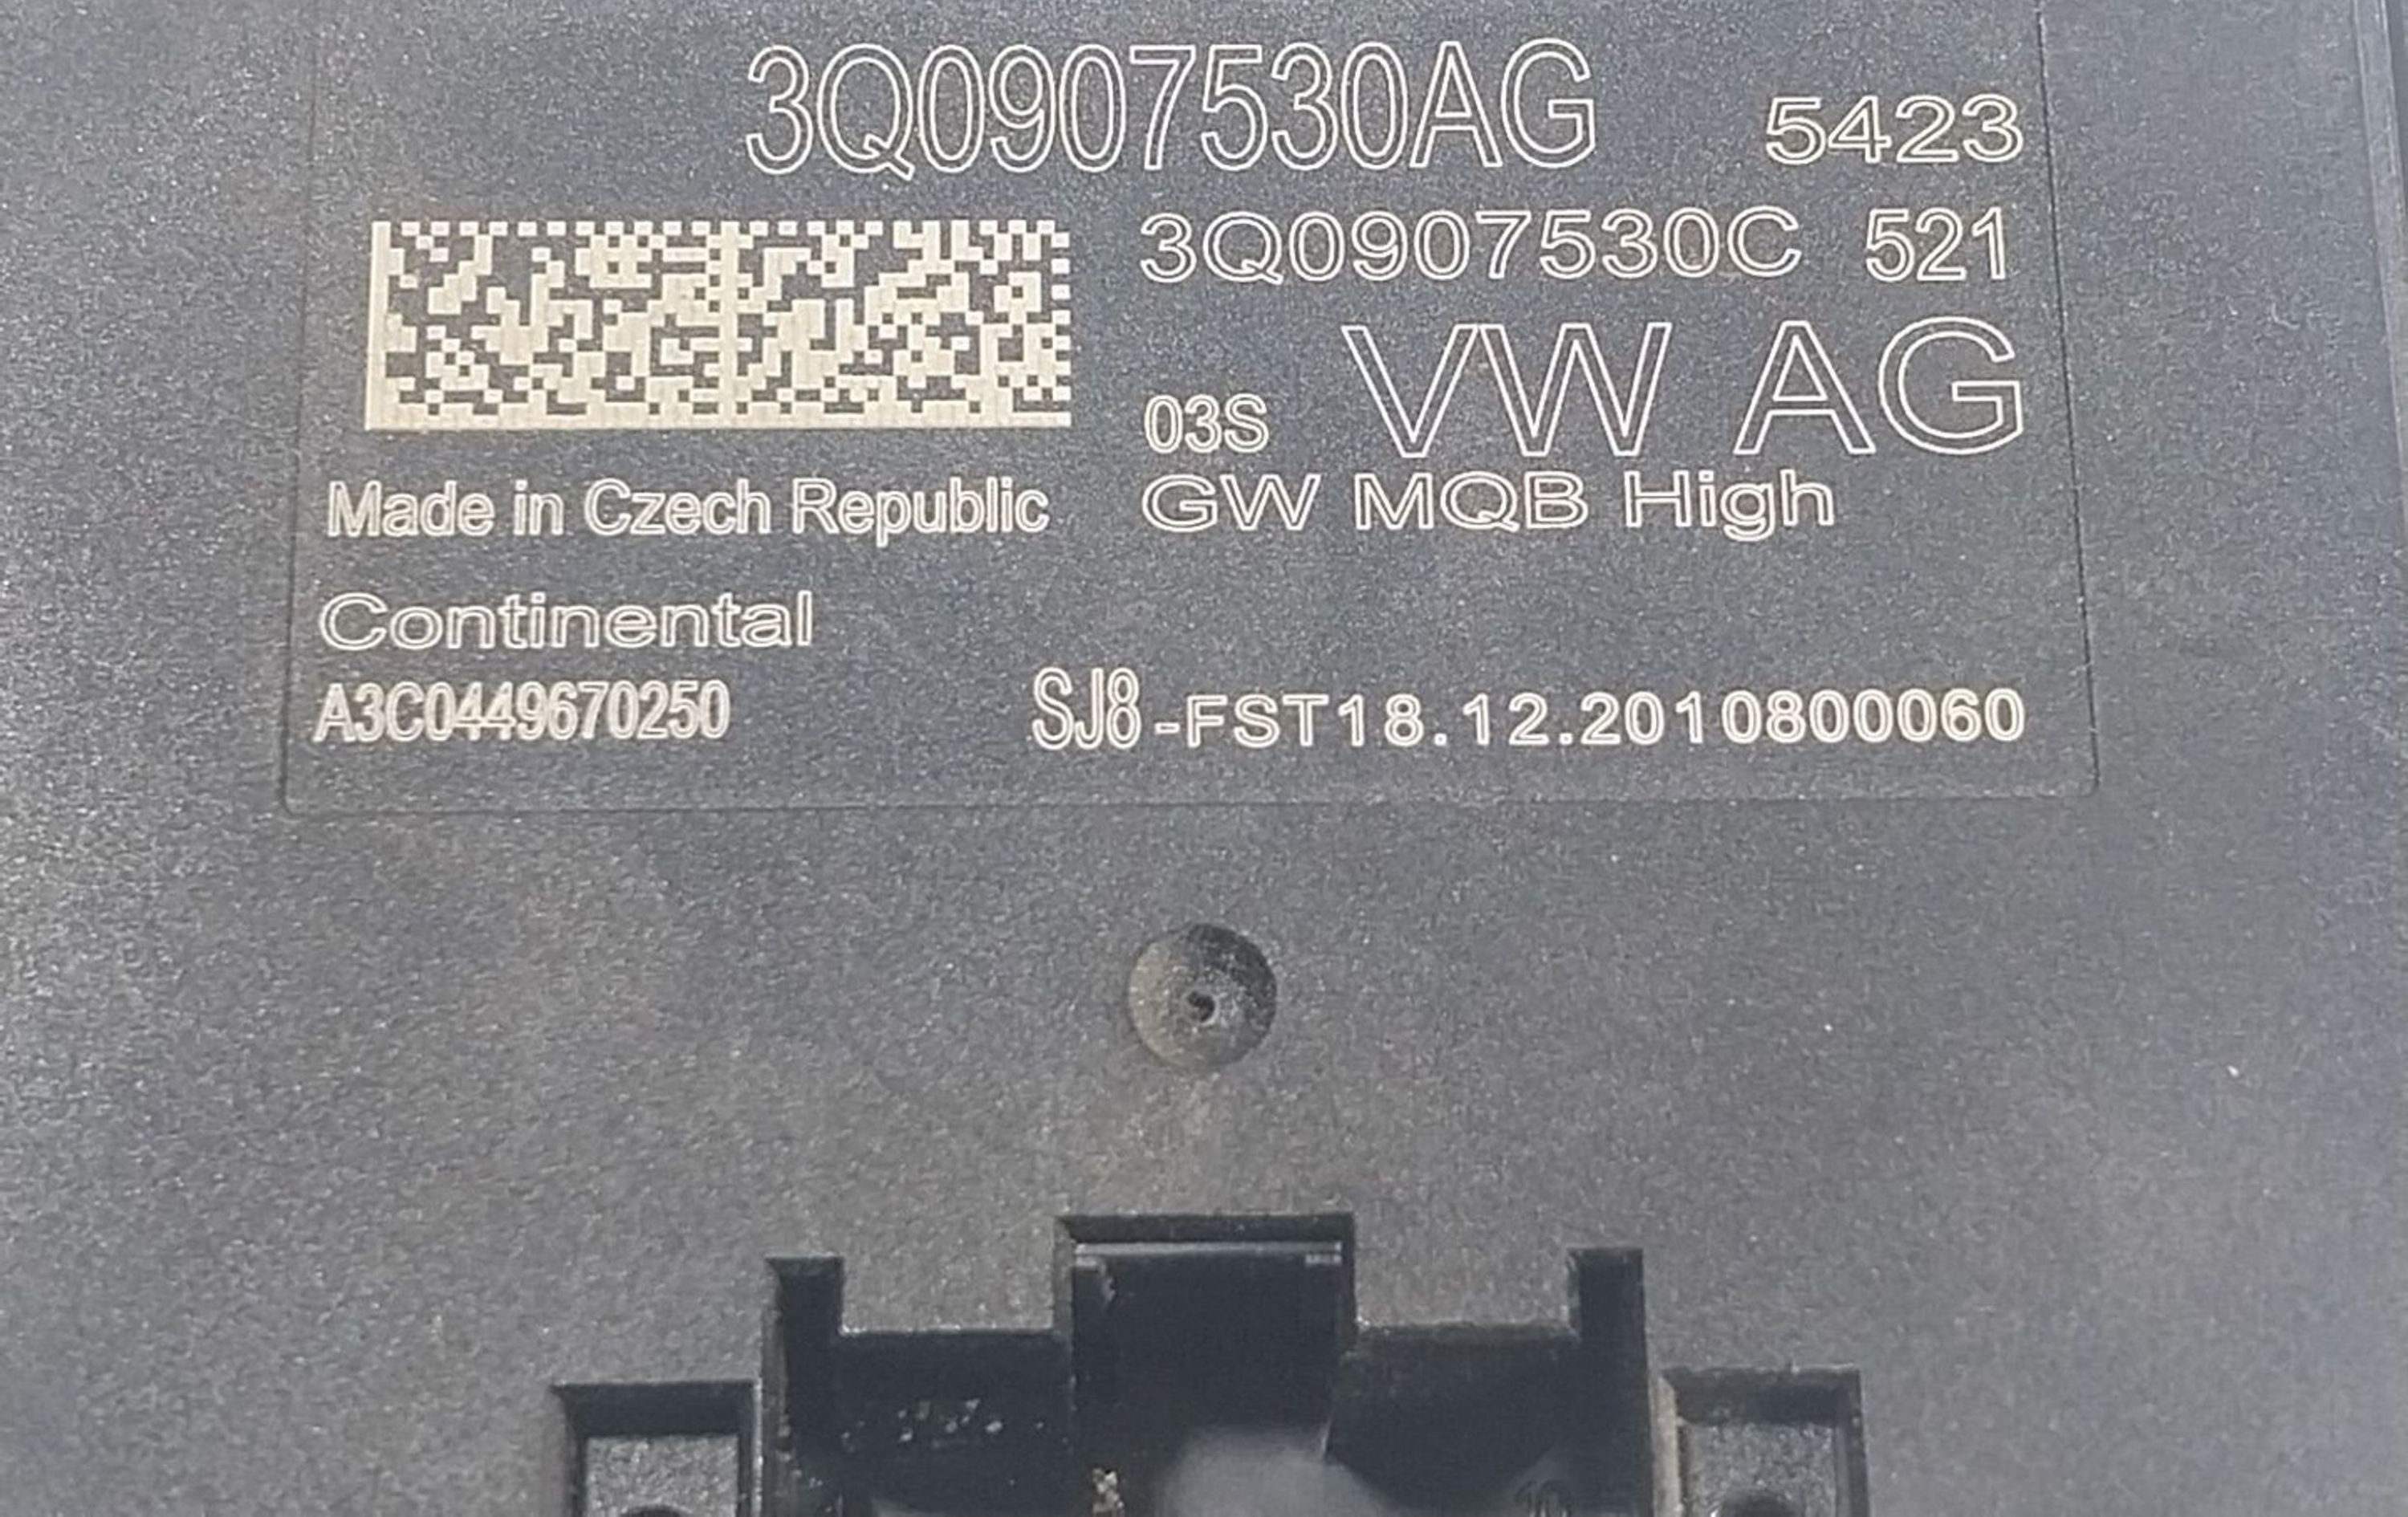 3Q0907530AG 5423
3Q0907530C 521
03S VW AG
GW MQB High
Made in Czech Republic
Continental
A3C0449670250 SJ8-FST18.12.2010800060